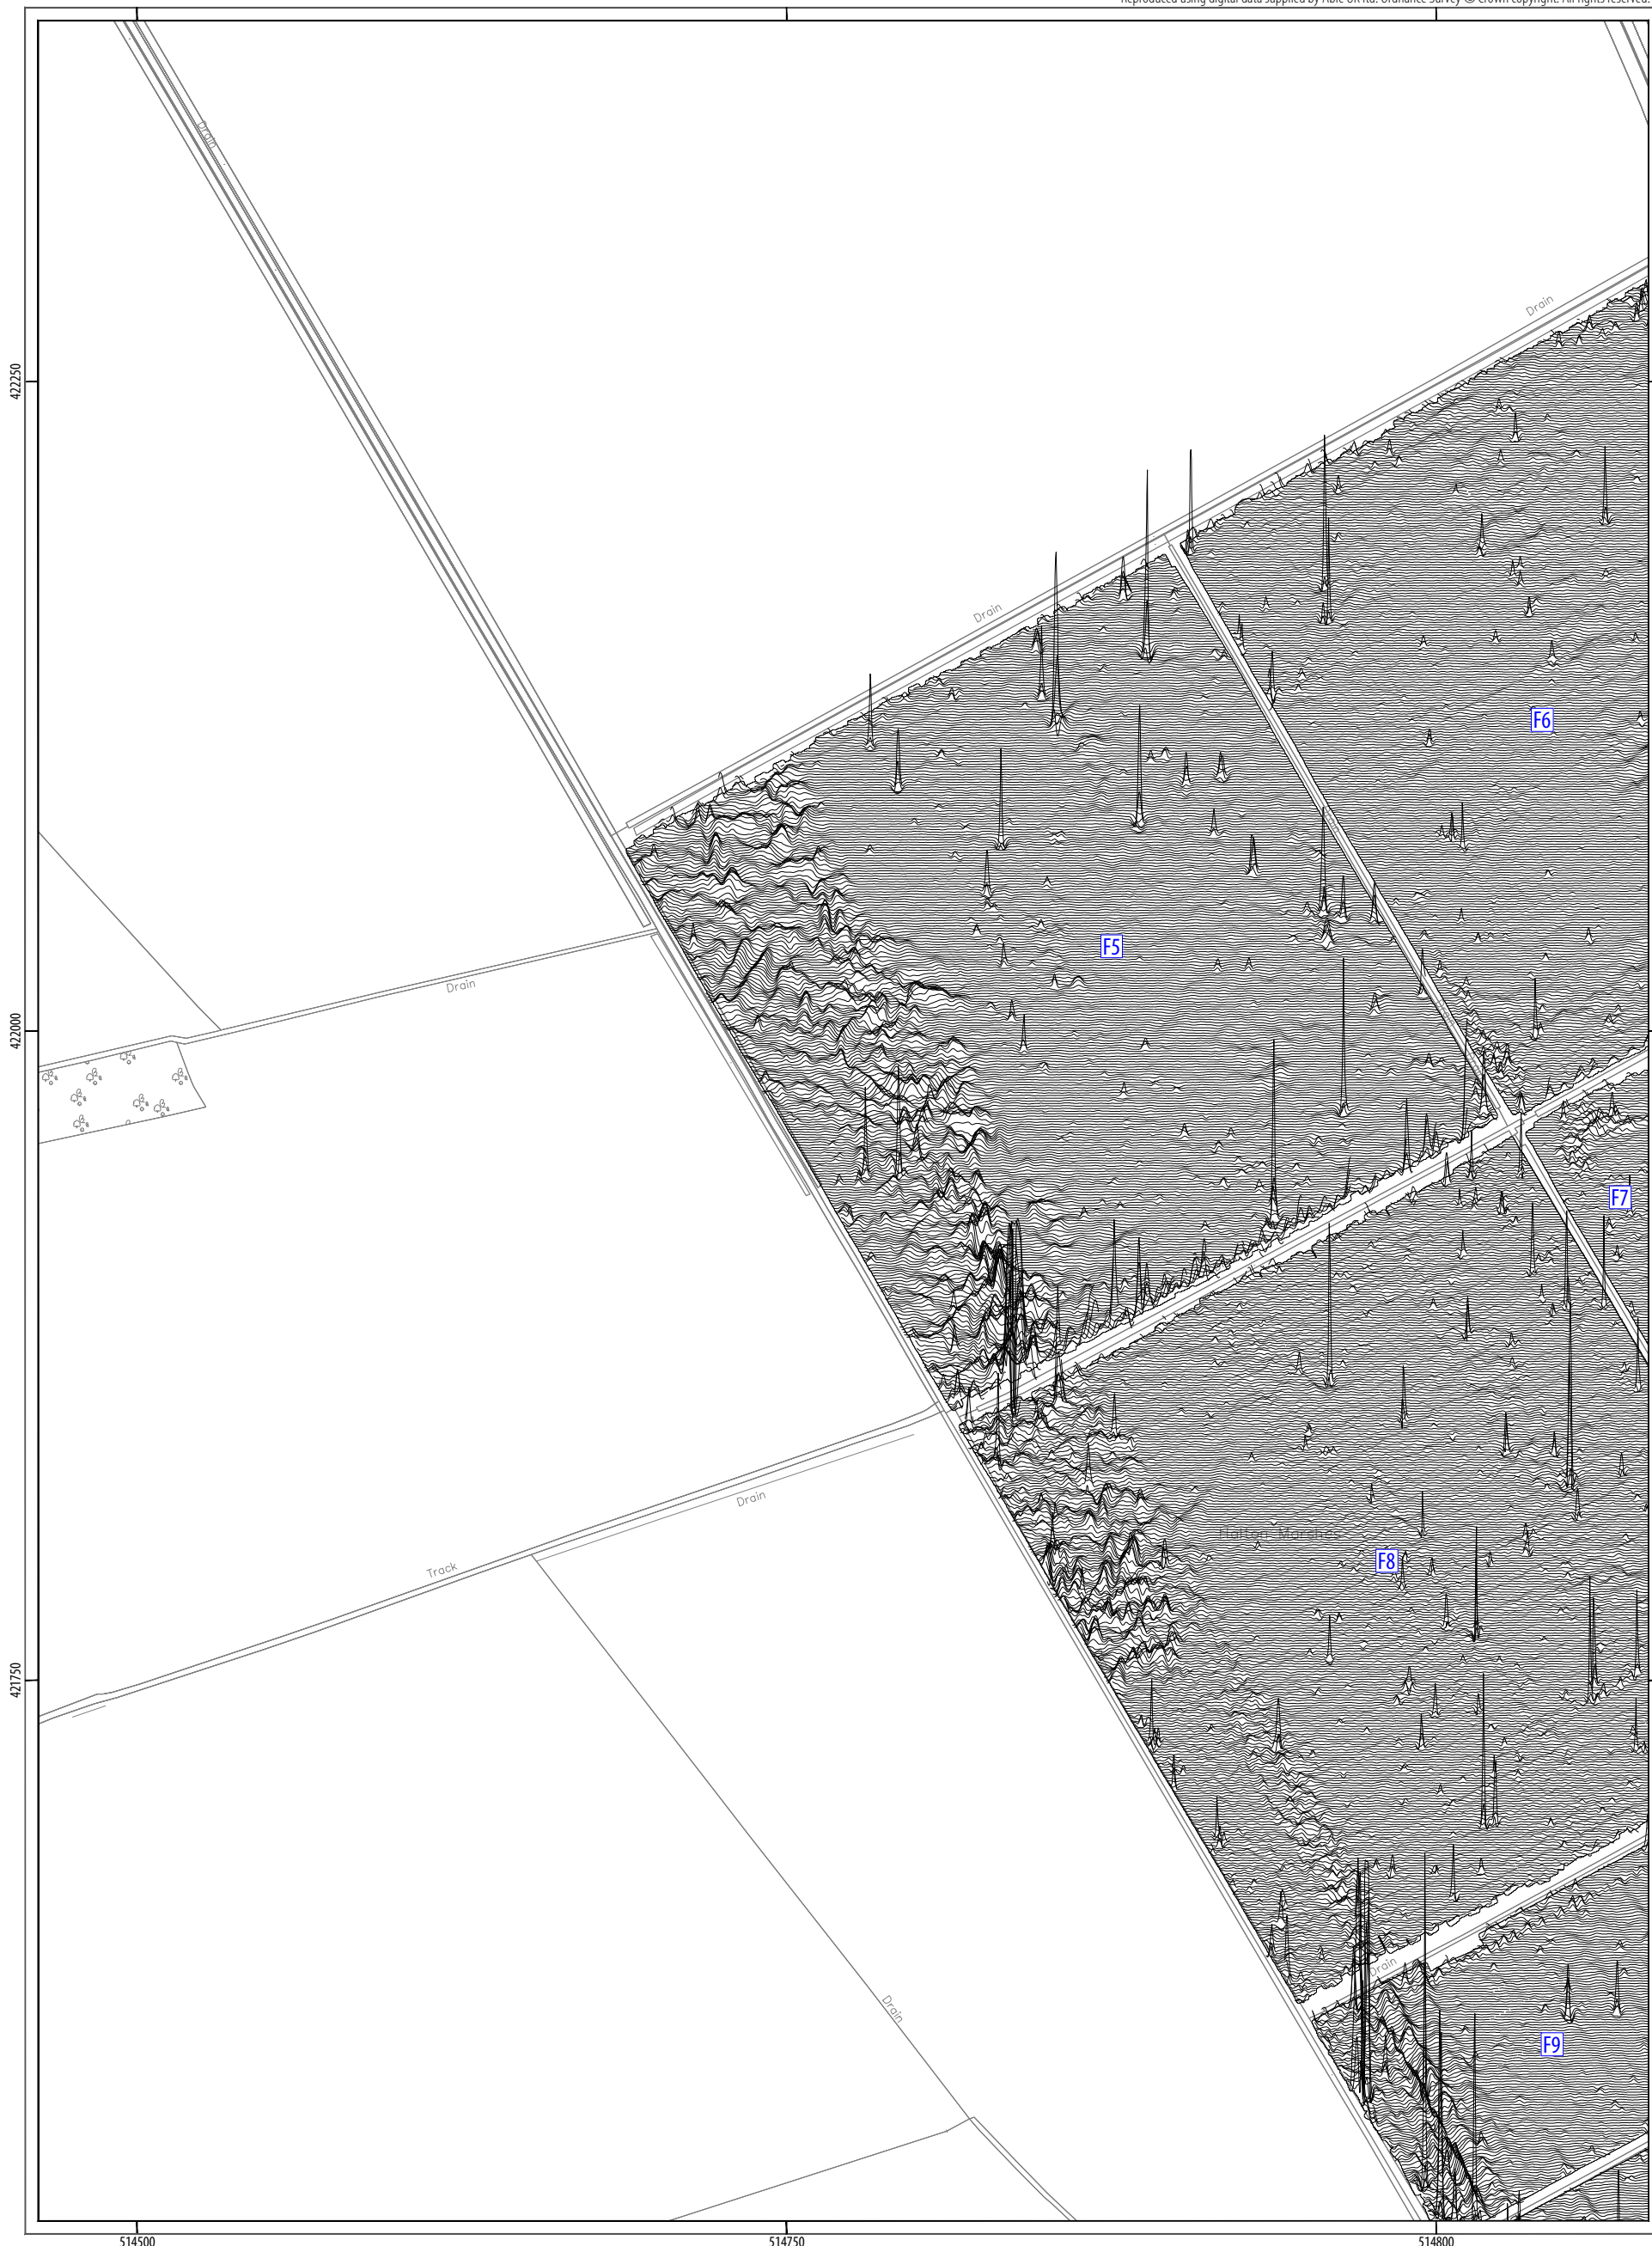 Reproduced using digital data supplied by Able UK ltd. Ordnance Survey © Crown copyright. All rights reserved.
Drain
Drain
422250
Drain
F6
F5
Drain
422000
F7
Halton Marshes
Drain
F8
Track
421750
Drain
Drain
F9
514500
514750
514800